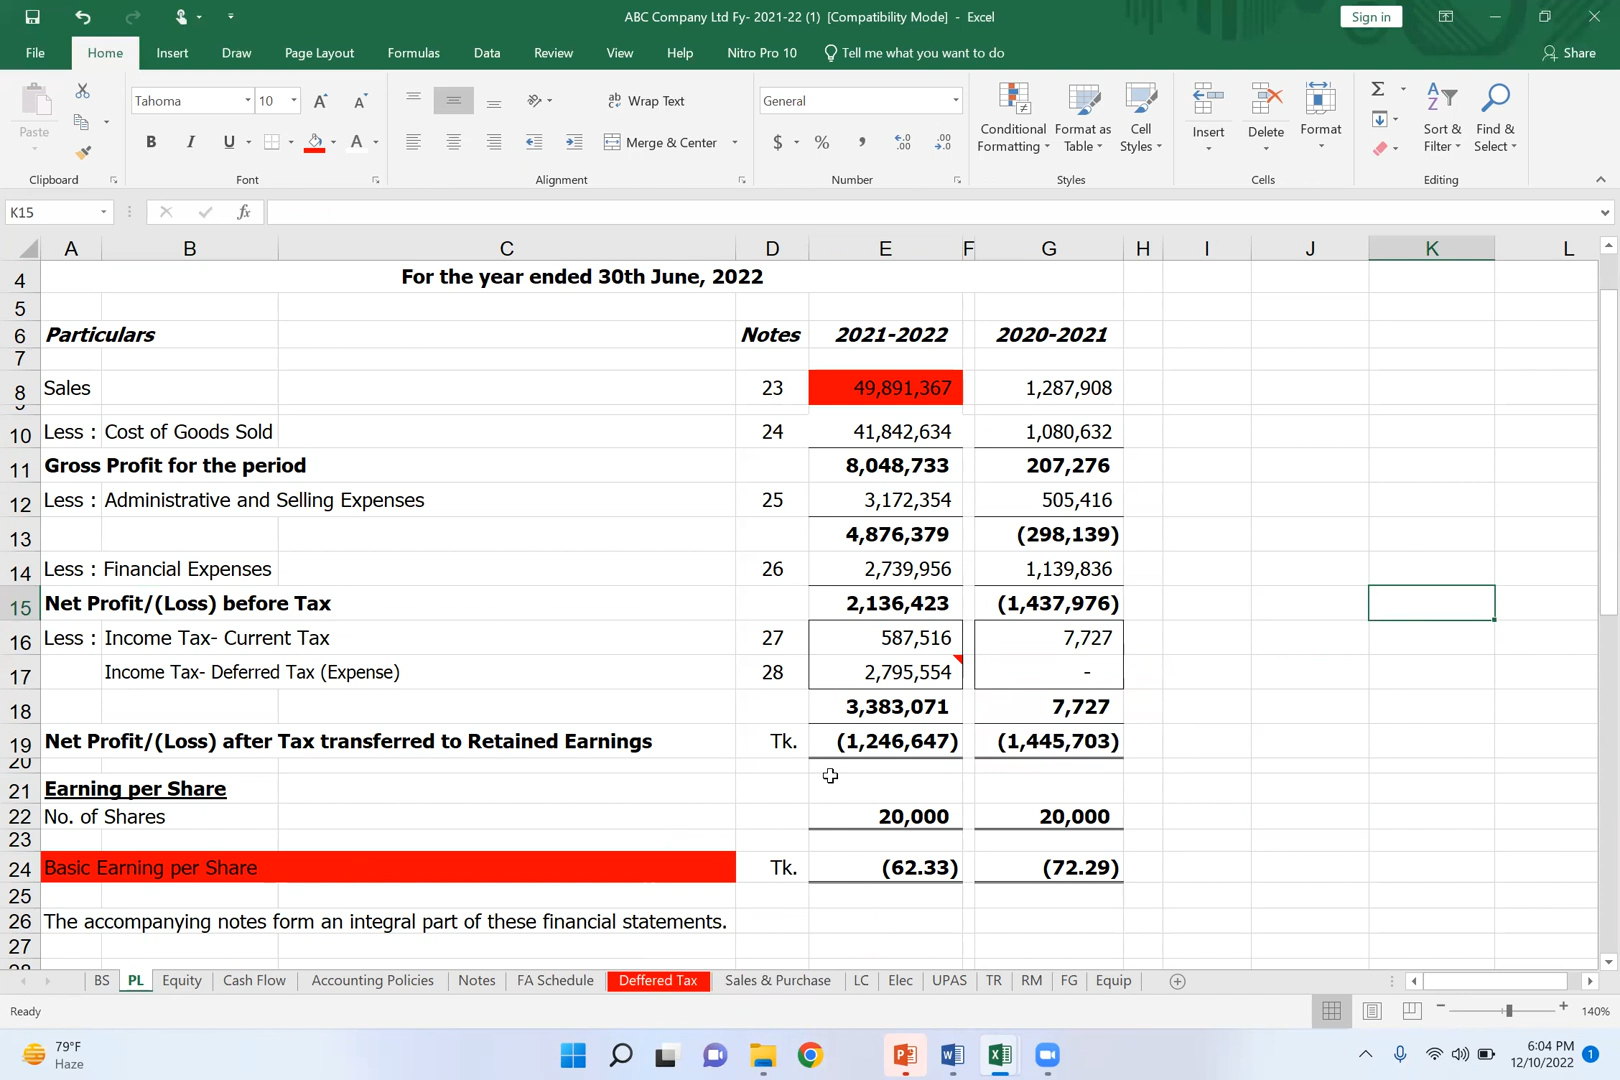 ABC Company Ltd Fy- 2021-22 (1)  [Compatibility Mode]  -  Excel
Sign in
File Home Insert Draw Page Layout Formulas Data Review View Help Nitro Pro 10 Tell me what you want to do Share
Paste
Tahoma 10 A A
B I U A
Wrap Text
Merge & Center
General
$ % ,
Conditional Formatting
Format as Table
Cell Styles
Insert
Delete
Format
Sort & Filter
Find & Select
Clipboard Font Alignment Number Styles Cells Editing
K15 fx
A B C D E F G H I J K L
4 For the year ended 30th June, 2022
5
6 Particulars Notes 2021-2022 2020-2021
7
8 Sales 23 49,891,367 1,287,908
10 Less : Cost of Goods Sold 24 41,842,634 1,080,632
11 Gross Profit for the period 8,048,733 207,276
12 Less : Administrative and Selling Expenses 25 3,172,354 505,416
13 4,876,379 (298,139)
14 Less : Financial Expenses 26 2,739,956 1,139,836
15 Net Profit/(Loss) before Tax 2,136,423 (1,437,976)
16 Less : Income Tax- Current Tax 27 587,516 7,727
17 Income Tax- Deferred Tax (Expense) 28 2,795,554 -
18 3,383,071 7,727
19 Net Profit/(Loss) after Tax transferred to Retained Earnings Tk. (1,246,647) (1,445,703)
20
21 Earning per Share
22 No. of Shares 20,000 20,000
23
24 Basic Earning per Share Tk. (62.33) (72.29)
25
26 The accompanying notes form an integral part of these financial statements.
27
BS PL Equity Cash Flow Accounting Policies Notes FA Schedule Deffered Tax Sales & Purchase LC Elec UPAS TR RM FG Equip
Ready 140%
79°F
Haze
6:04 PM
12/10/2022
1